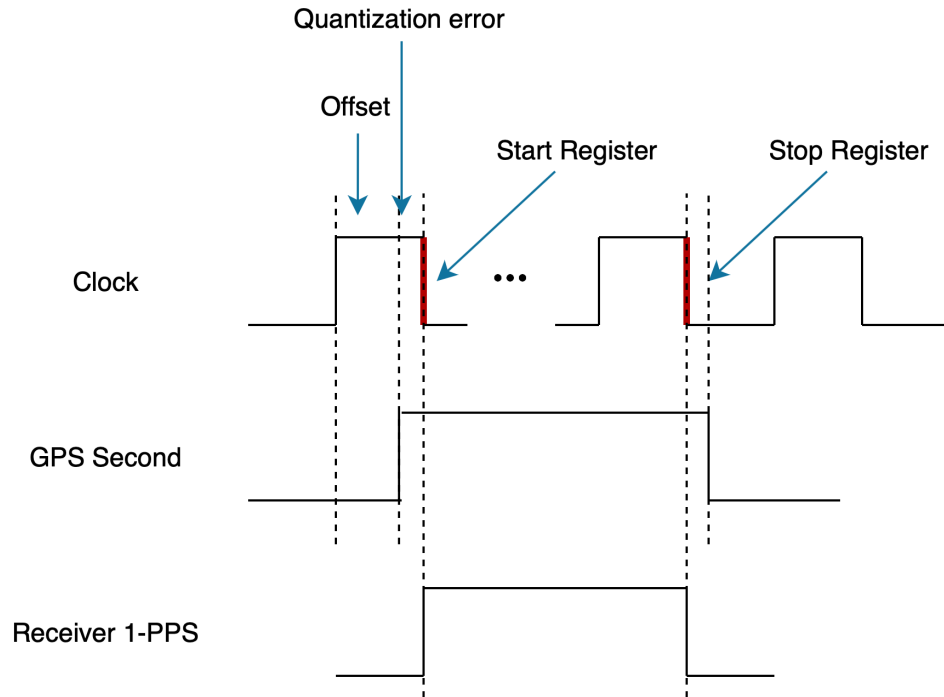 Quantization error
Offset
Start Register
Stop Register
Clock
GPS Second
Receiver 1-PPS